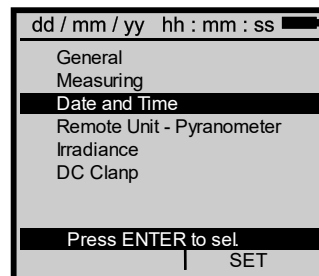 dd / mm / yy hh : mm : ss
General
Measuring
Date and Time
Remote Unit - Pyranometer
Irradiance
DC Clanp
Press ENTER to sel.
SET